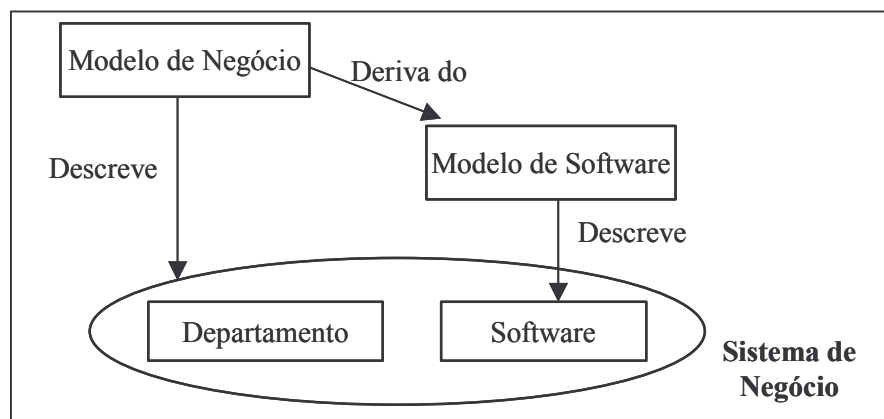 Modelo de Negócio
Deriva do
Modelo de Software
Descreve
Descreve
Departamento
Software
Sistema de
Negócio